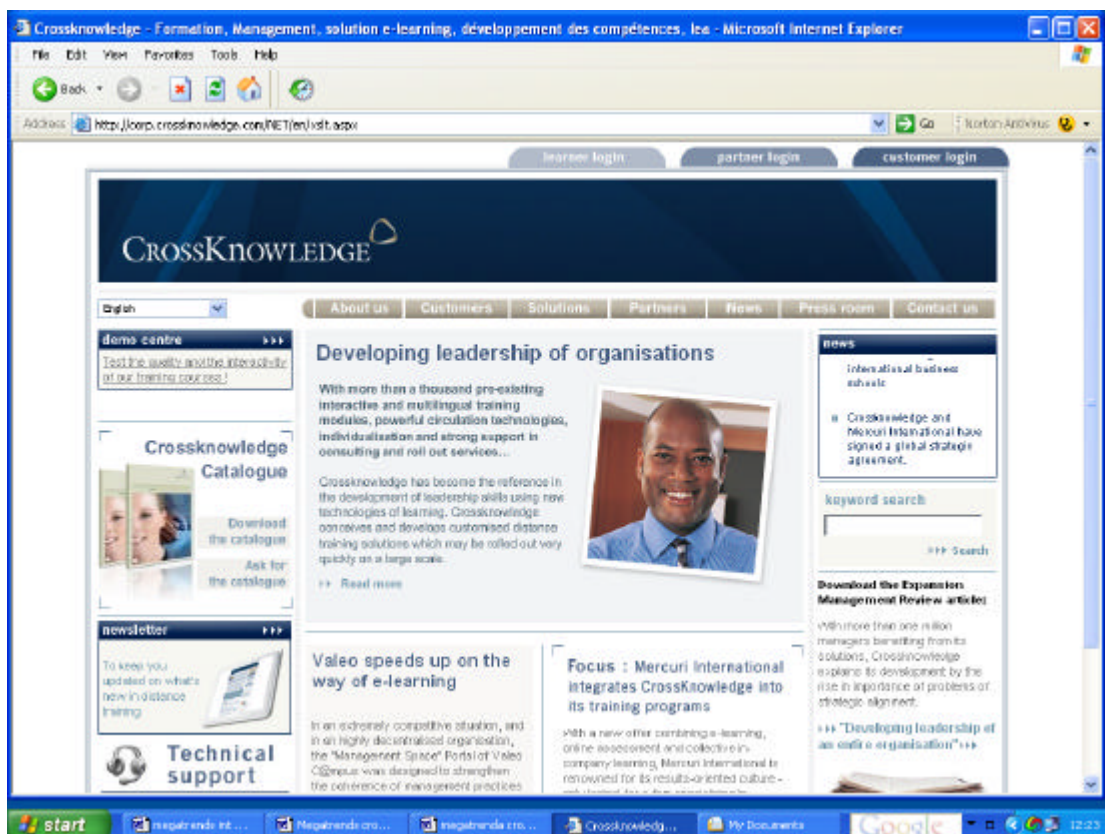 Crossknowledge - Formation, Management, solution e-learning, développement des compétences, lea - Microsoft Internet Explorer
File Edit View Favorites Tools Help
Back
Address http://corp.crossknowledge.com/NET/en/ Go Norton AntiVirus
learner login partner login customer login
CROSSKNOWLEDGE
English
About us Customers Solutions Partners News Press room Contact us
demo centre
Test the quality and the interactivity
of our training courses !
Crossknowledge
Catalogue
Download
the catalogue
Ask for
the catalogue
newsletter
To keep you
updated on what's
new in distance
training.
Technical
support
Developing leadership of organisations
With more than a thousand pre-existing
interactive and multilingual training
modules, powerful circulation technologies,
individualisation and strong support in
consulting and roll out services...
Crossknowledge has become the reference in
the development of leadership skills using new
technologies of learning. Crossknowledge
conceives and develops customised distance
training solutions which may be rolled out very
quickly on a large scale.
Read more
Valeo speeds up on the
way of e-learning
In an extremely competitive situation, and
in an highly decentralised organisation,
the "Management Space" Portal of Valeo
C@mpus was designed to strengthen
the coherence of management practices
Focus : Mercuri International
integrates CrossKnowledge into
its training programs
With a new offer combining e-learning,
online assessment and collective in-
company learning, Mercuri International is
renowned for its results-oriented culture -
news
international business
schools
Crossknowledge and
Mercuri International have
signed a global strategic
agreement.
keyword search
Search
Download the Expansion
Management Review article:
With more than one million
managers benefiting from its
solutions, Crossknowledge
explains its development by the
rise in importance of problems of
strategic alignment.
"Developing leadership of
an entire organisation"
start megatrends int ... Megatrends cro... megatrends cro... Crossknowledg... My Documents Google 12:23